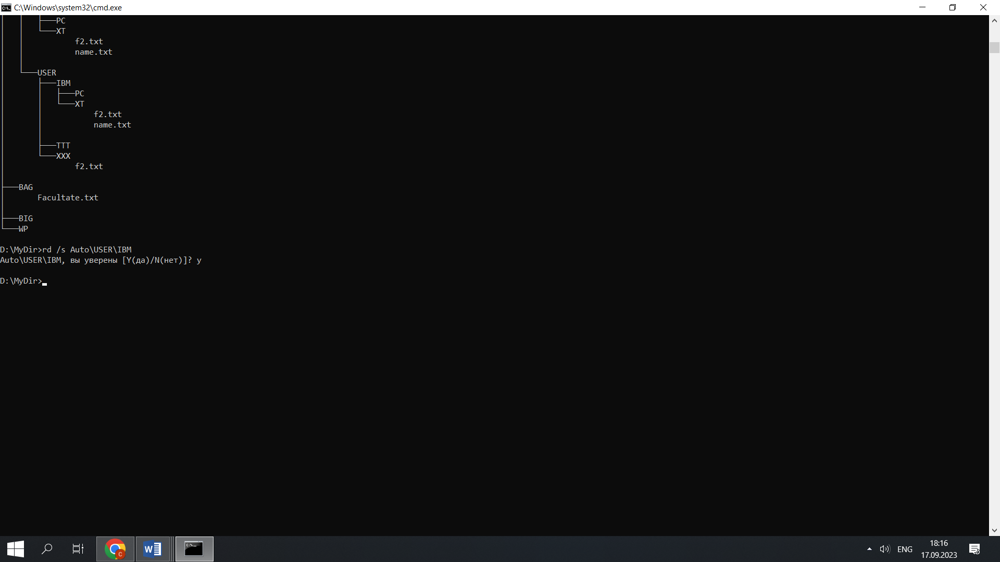 C:\Windows\system32\cmd.exe
PC
XT
f2.txt
name.txt
USER
IBM
PC
XT
f2.txt
name.txt
TTT
XXX
f2.txt
BAG
Facultate.txt
BIG
WP
D:\MyDir>rd /s Auto\USER\IBM
Auto\USER\IBM, вы уверены [Y(да)/N(нет)]? y
D:\MyDir>
ENG
18:16
17.09.2023